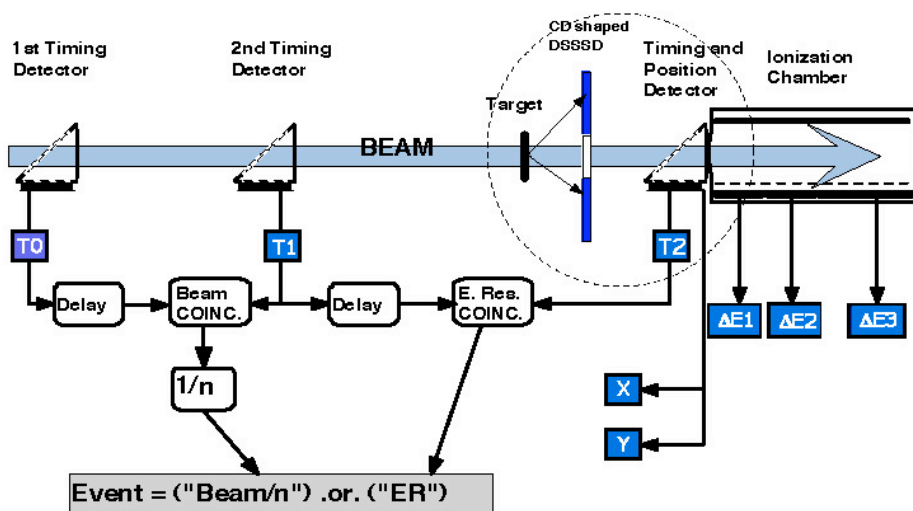 1st Timing
Detector
2nd Timing
Detector
CD shaped
DSSSD
Timing and
Position
Detector
Ionization
Chamber
Target
BEAM
T0
T1
T2
Delay
Beam
COINC.
Delay
E. Res.
COINC.
ΔE1
ΔE2
ΔE3
1/n
X
Y
Event = ("Beam/n") .or. ("ER")